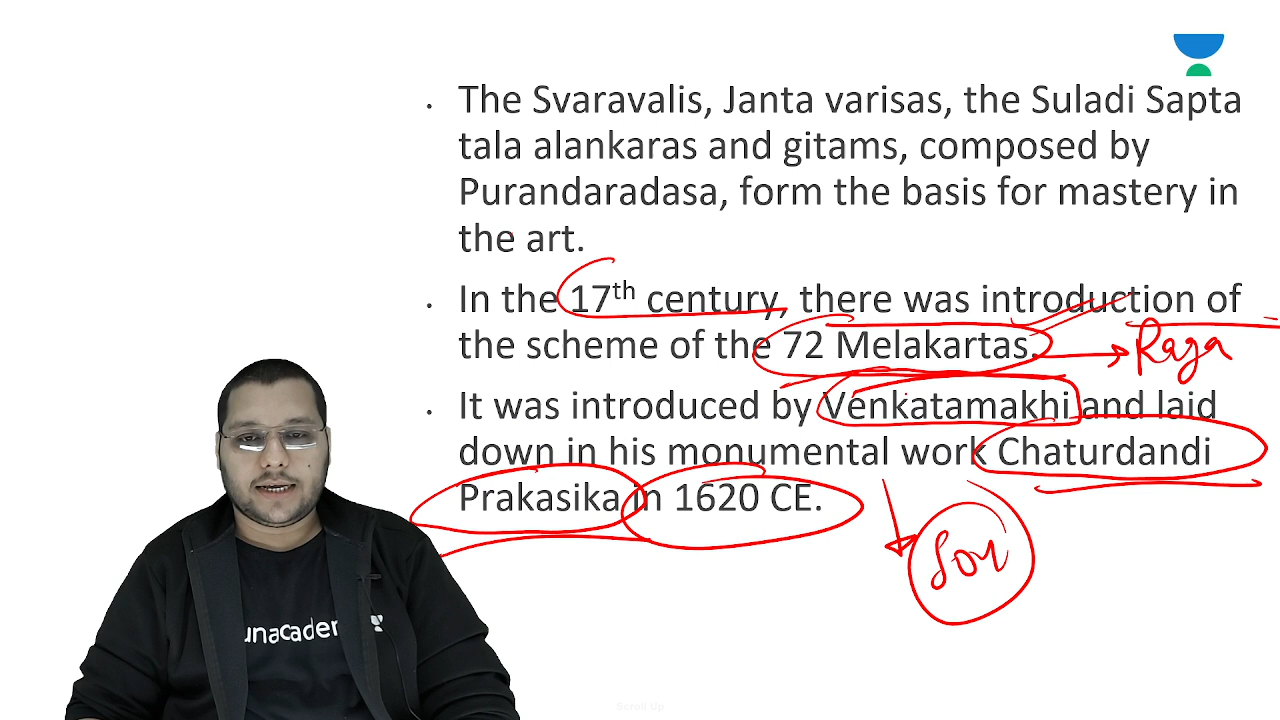 The Svaravalis, Janta varisas, the Suladi Sapta
tala alankaras and gitams, composed by
Purandaradasa, form the basis for mastery in
the art.
In the 17th century, there was introduction of
the scheme of the 72 Melakartas.
Raga
It was introduced by Venkatamakhi and laid
down in his monumental work Chaturdandi
Prakasika in 1620 CE.
unacadem
Scroll Up